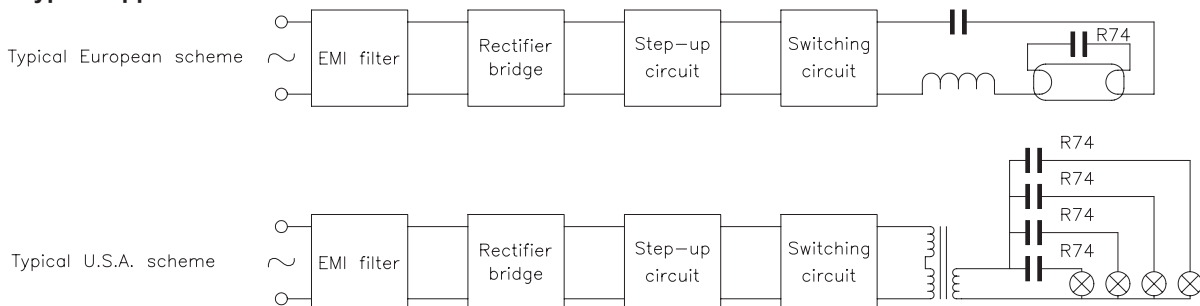 Typical European scheme
~
EMI filter
Rectifier
bridge
Step-up
circuit
Switching
circuit
R74
Typical U.S.A. scheme
~
EMI filter
Rectifier
bridge
Step-up
circuit
Switching
circuit
R74
R74
R74
R74